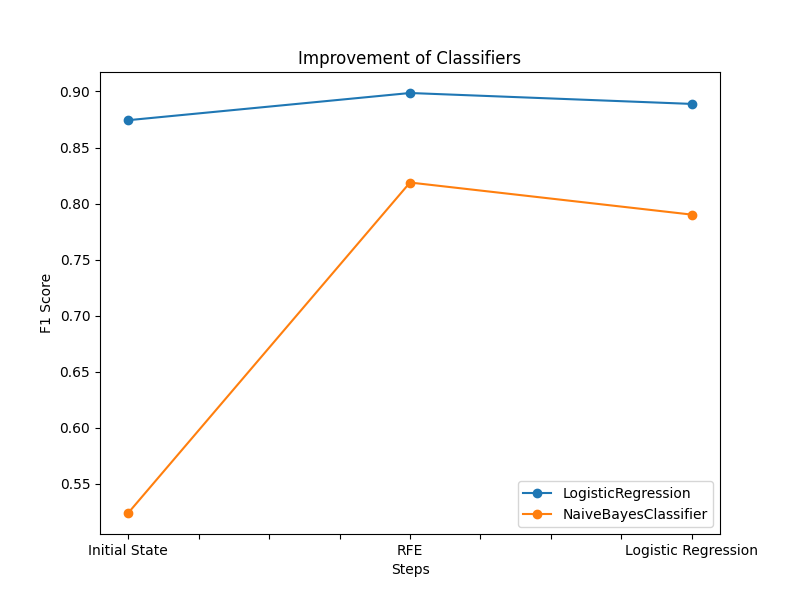 Improvement of Classifiers
0.90
0.85
0.80
0.75
0.70
0.65
0.60
0.55
F1 Score
LogisticRegression
NaiveBayesClassifier
Initial State
RFE
Logistic Regression
Steps